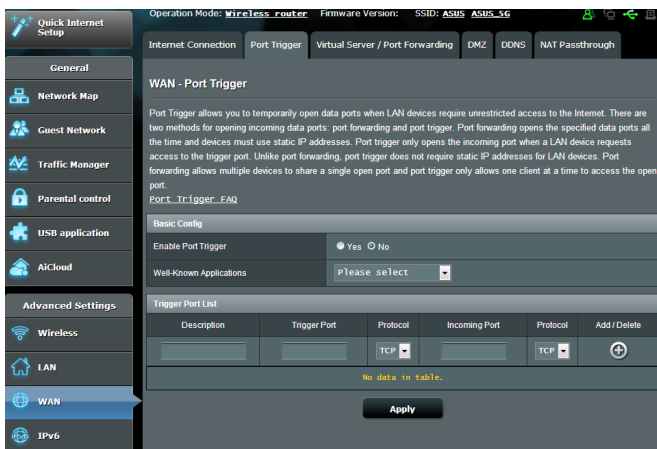 Quick Internet
Setup
General
Network Map
Guest Network
Traffic Manager
Parental control
USB application
AiCloud
Advanced Settings
Wireless
LAN
WAN
IPv6
Operation Mode: Wireless router Firmware Version: SSID: ASUS ASUS_5G
Internet Connection Port Trigger Virtual Server / Port Forwarding DMZ DDNS NAT Passthrough
WAN - Port Trigger
Port Trigger allows you to temporarily open data ports when LAN devices require unrestricted access to the Internet. There are
two methods for opening incoming data ports: port forwarding and port trigger. Port forwarding opens the specified data ports all
the time and devices must use static IP addresses. Port trigger only opens the incoming port when a LAN device requests
access to the trigger port. Unlike port forwarding, port trigger does not require static IP addresses for LAN devices. Port
forwarding allows multiple devices to share a single open port and port trigger only allows one client at a time to access the open
port.
Port Trigger FAQ
Basic Config
Enable Port Trigger Yes No
Well-Known Applications Please select
Trigger Port List
Description Trigger Port Protocol Incoming Port Protocol Add / Delete
TCP TCP
No data in table.
Apply